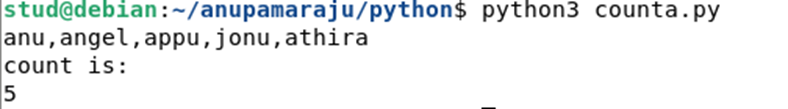 stud@debian:~/anupamaraju/python$ python3 counta.py
anu,angel,appu,jonu,athira
count is:
5